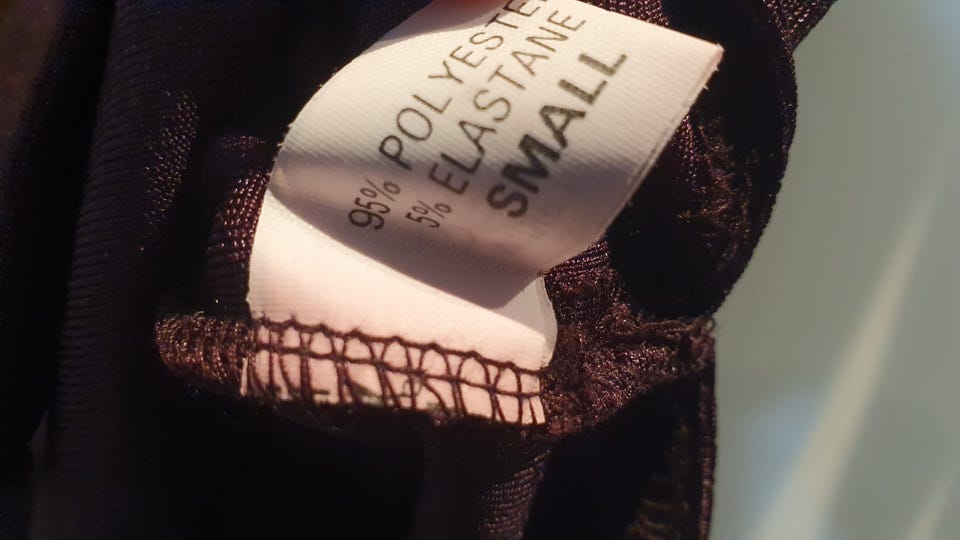 95% POLYESTE
5% ELASTANE
SMALL